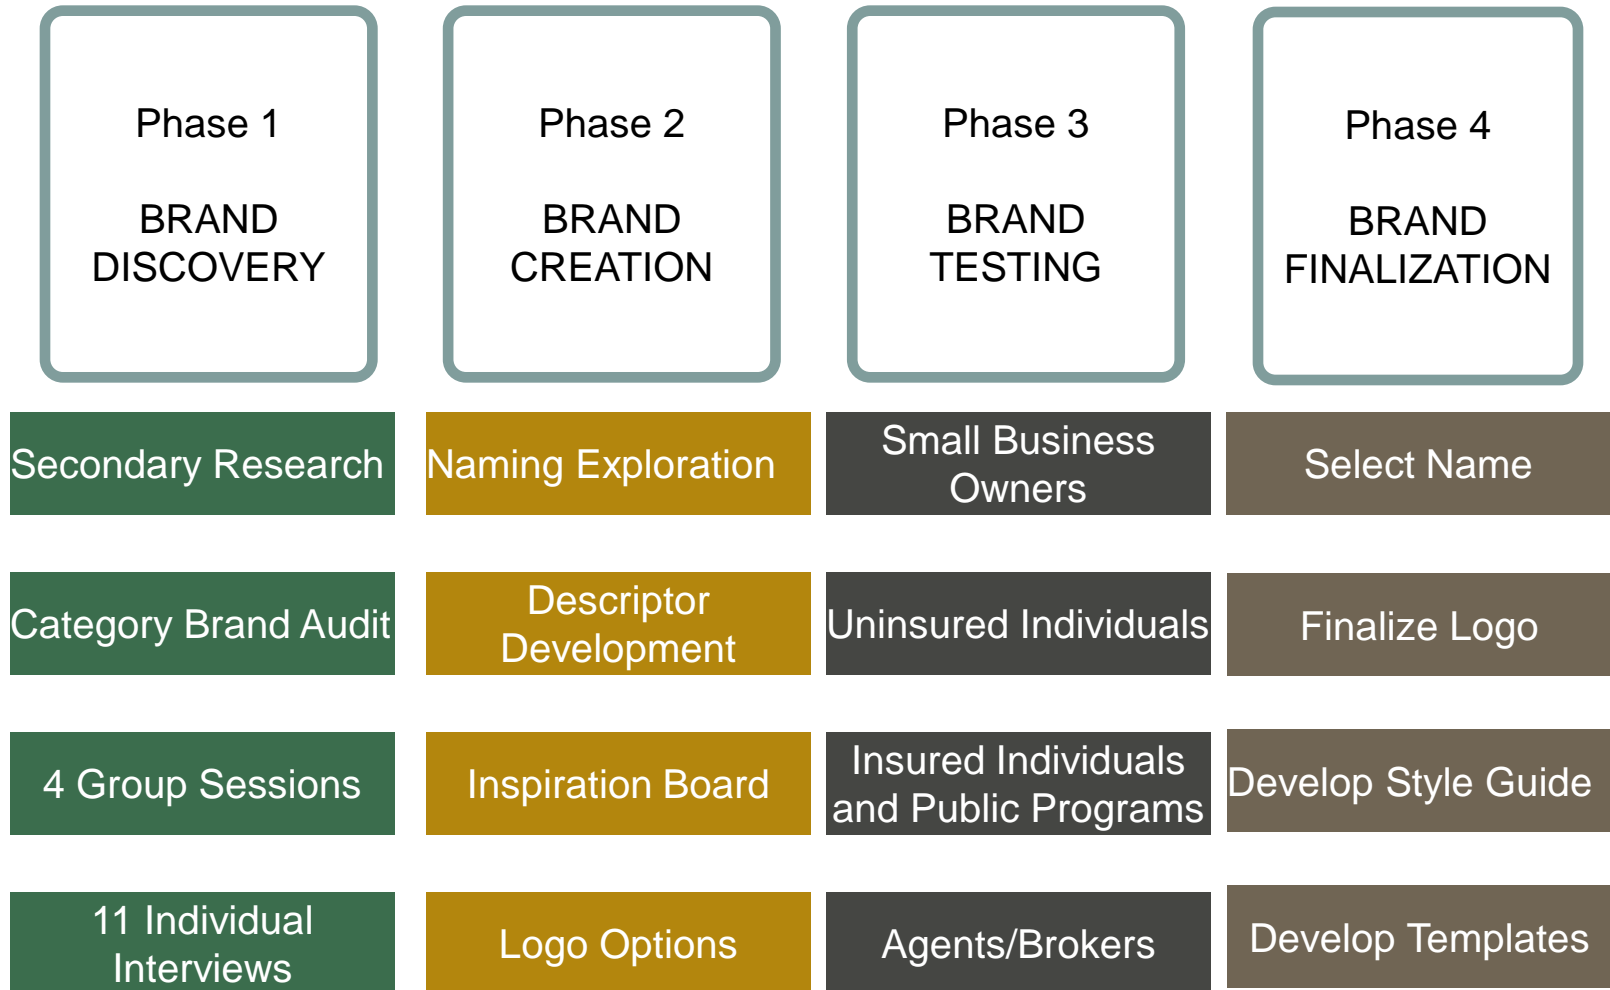 Phase 1
BRAND
DISCOVERY
Phase 2
BRAND
CREATION
Phase 3
BRAND
TESTING
Phase 4
BRAND
FINALIZATION
Secondary Research
Naming Exploration
Small Business
Owners
Select Name
Category Brand Audit
Descriptor
Development
Uninsured Individuals
Finalize Logo
4 Group Sessions
Inspiration Board
Insured Individuals
and Public Programs
Develop Style Guide
11 Individual
Interviews
Logo Options
Agents/Brokers
Develop Templates